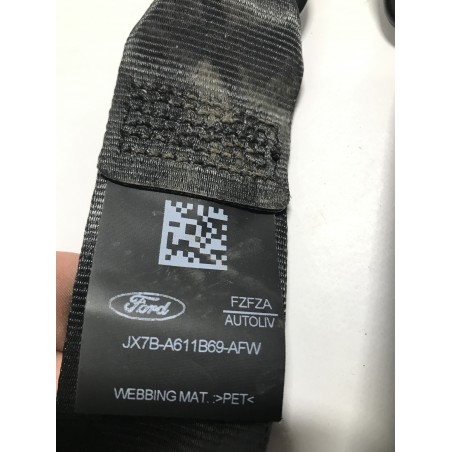 Ford
FZFZA
AUTOLIV
JX7B-A611B69-AFW
WEBBING MAT. :>PET<